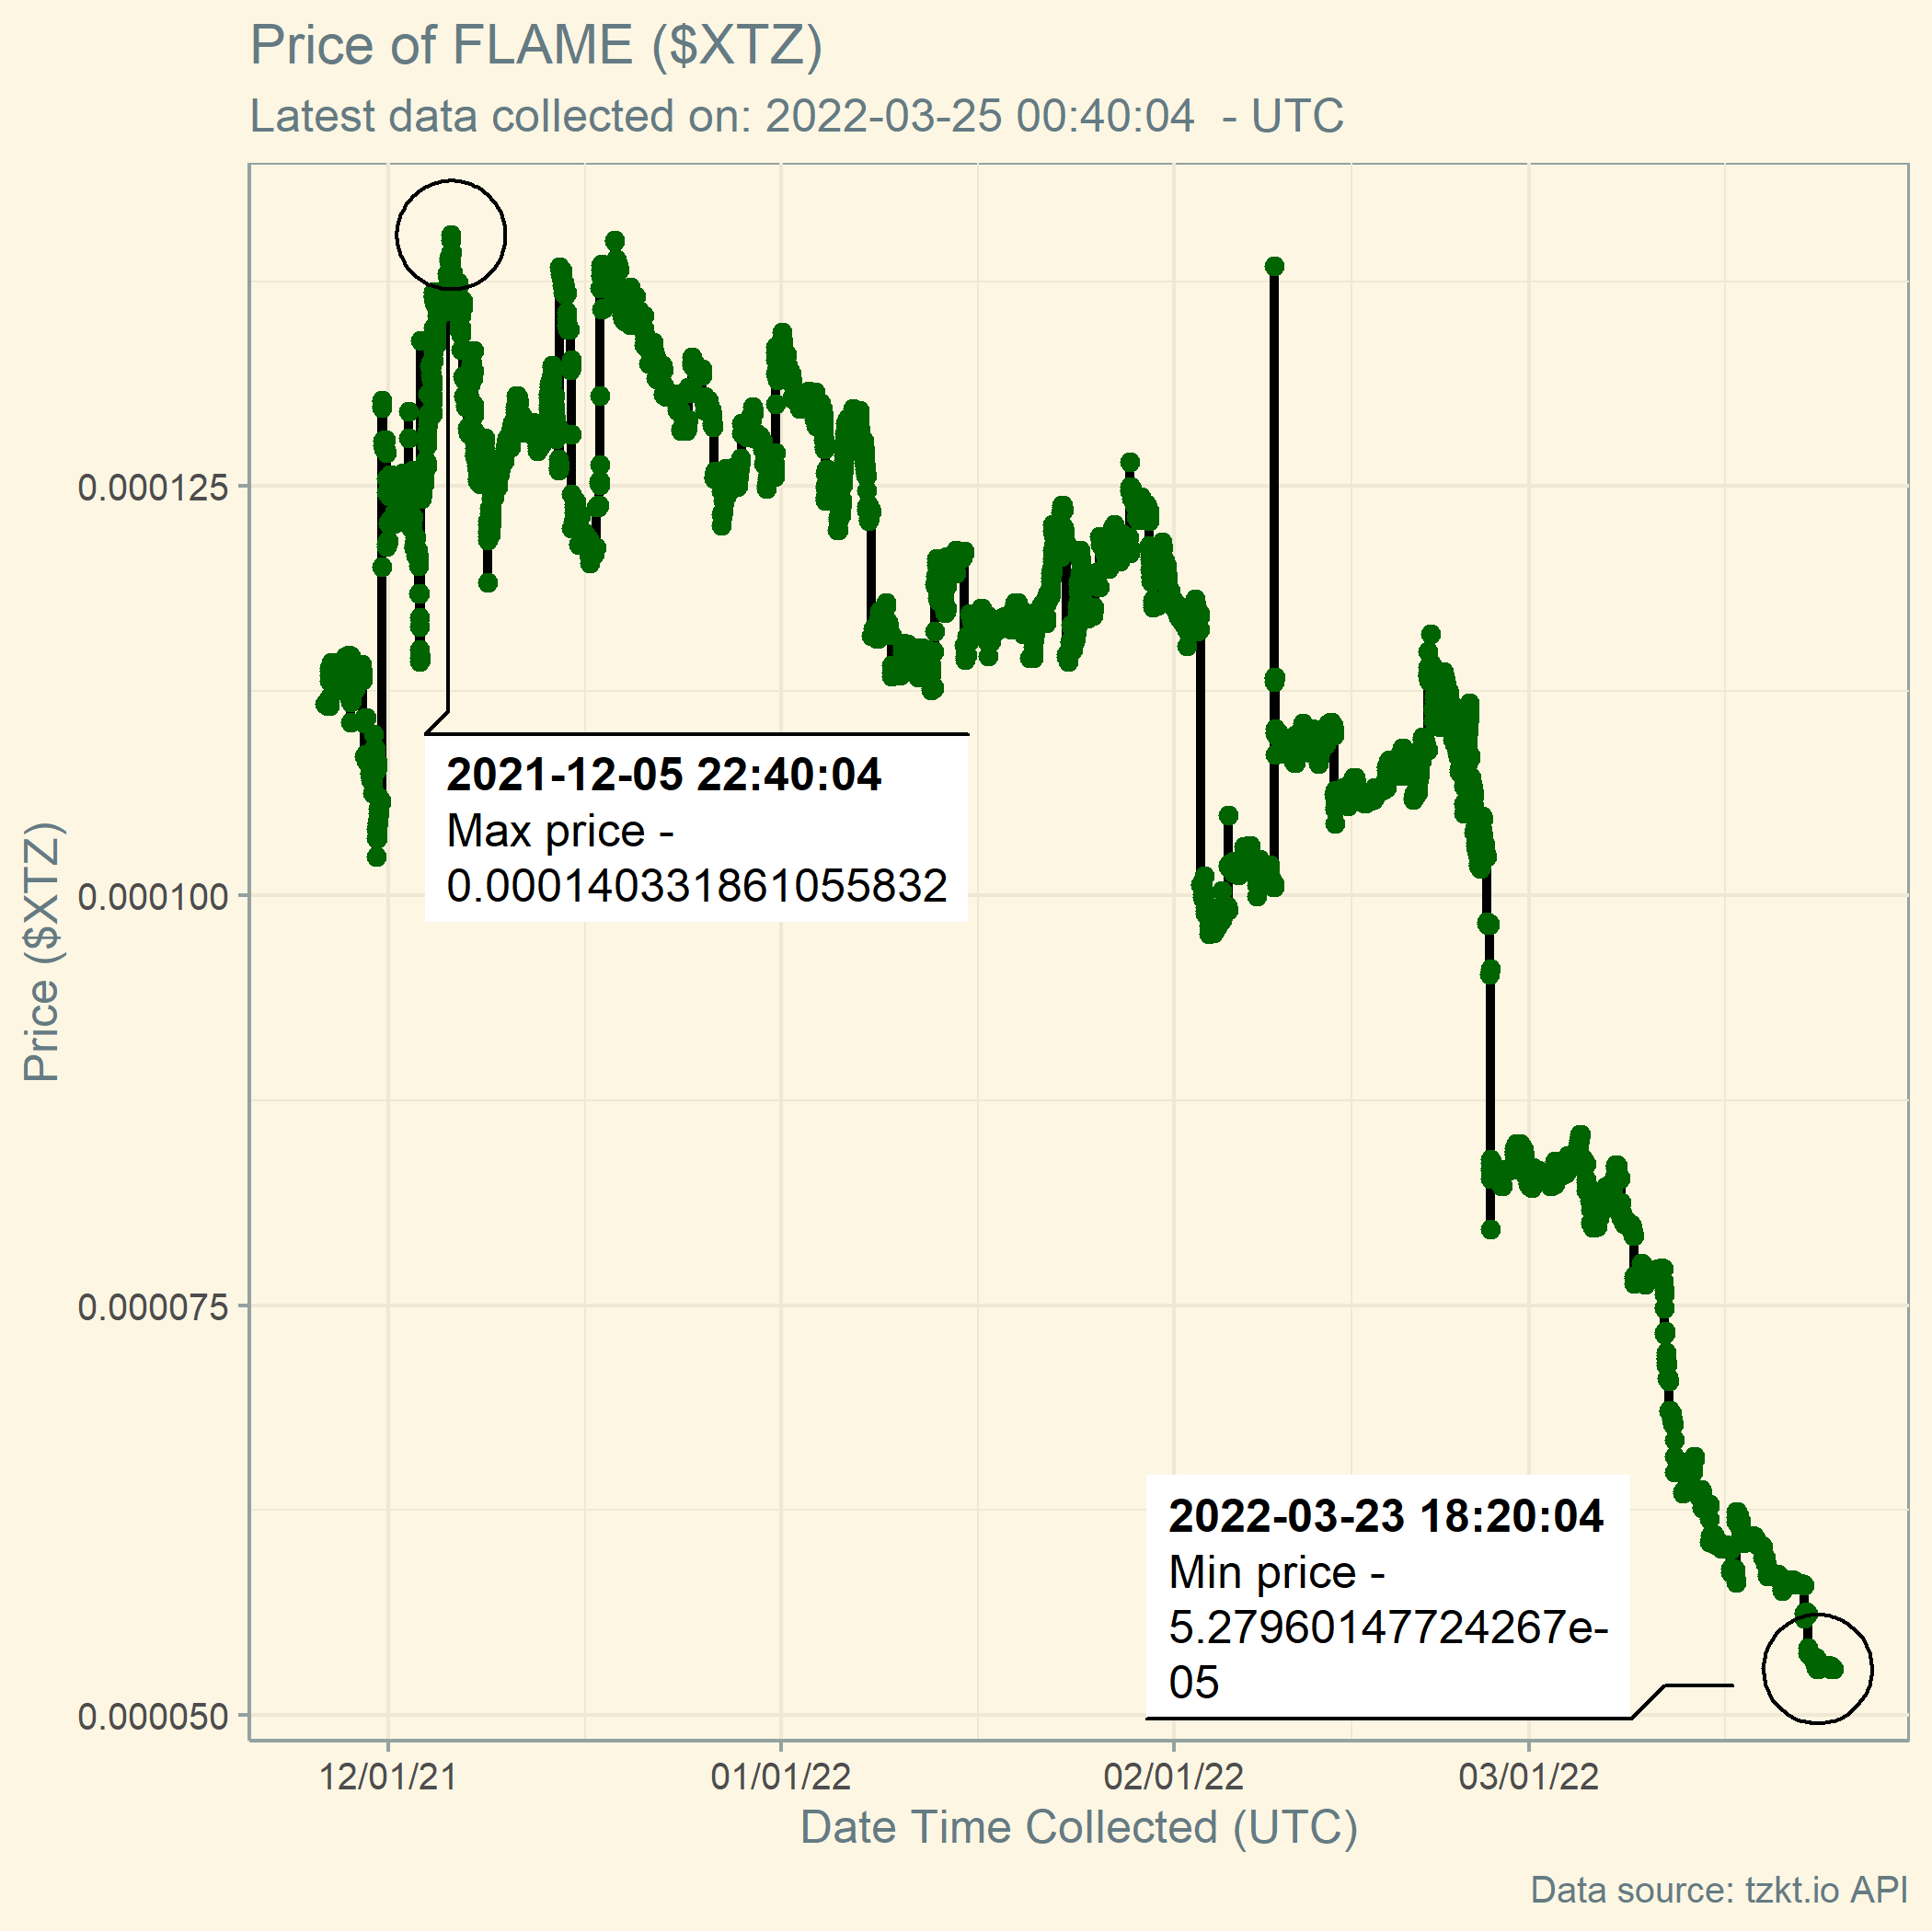 Price of FLAME ($XTZ)
Latest data collected on: 2022-03-25 00:40:04  - UTC
Price ($XTZ)
0.000125
0.000100
0.000075
0.000050
2021-12-05 22:40:04
Max price -
0.000140331861055832
2022-03-23 18:20:04
Min price -
5.27960147724267e-
05
12/01/21
01/01/22
02/01/22
03/01/22
Date Time Collected (UTC)
Data source: tzkt.io API